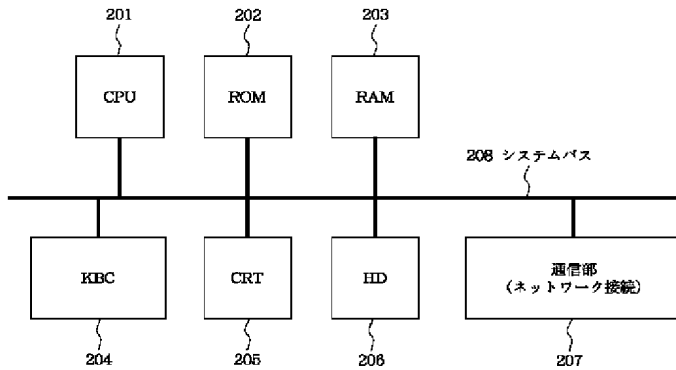 201
202
203
CPU
ROM
RAM
208 システムバス
KBC
CRT
HD
通信部
(ネットワーク接続)
204
205
206
207